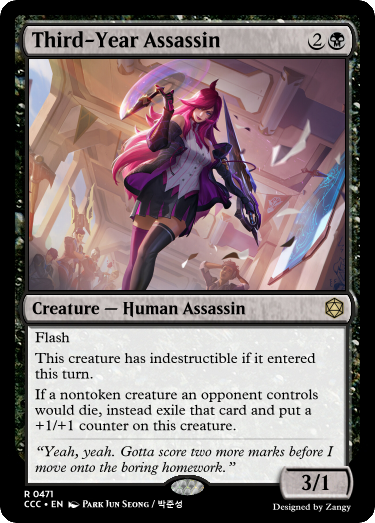 Third-Year Assassin 2
Creature — Human Assassin
Flash
This creature has indestructible if it entered
this turn.
If a nontoken creature an opponent controls
would die, instead exile that card and put a
+1/+1 counter on this creature.
“Yeah, yeah. Gotta score two more marks before I
move onto the boring homework.”
3/1
R 0471
CCC • EN Park Jun Seong / 박준성
Designed by Zangy